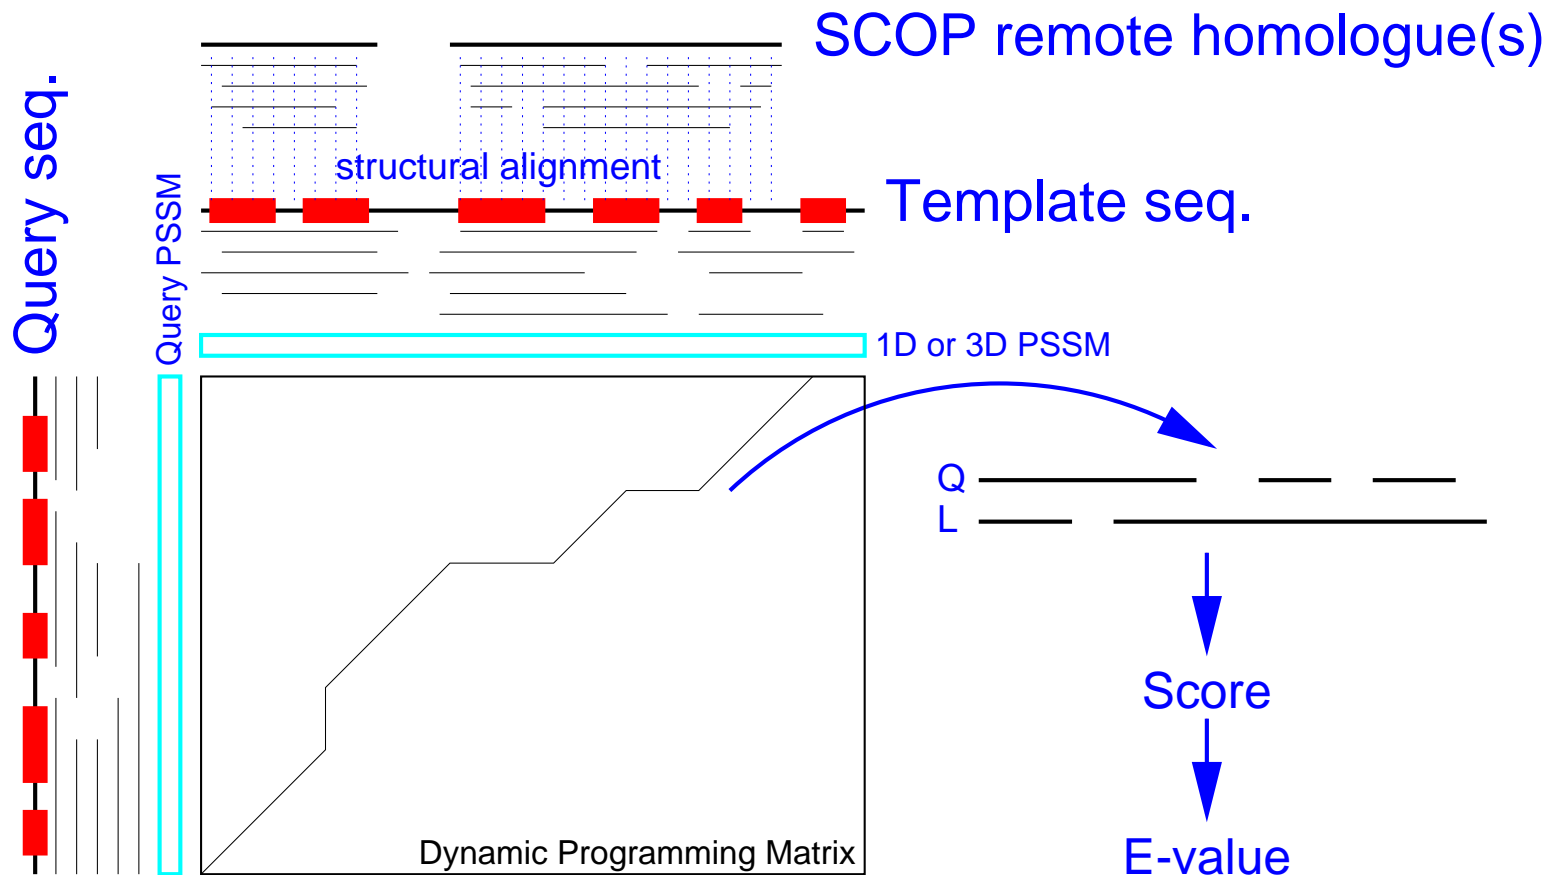 SCOP remote homologue(s)
Query seq.
structural alignment
Query PSSM
Template seq.
1D or 3D PSSM
Q
L
Score
Dynamic Programming Matrix
E-value